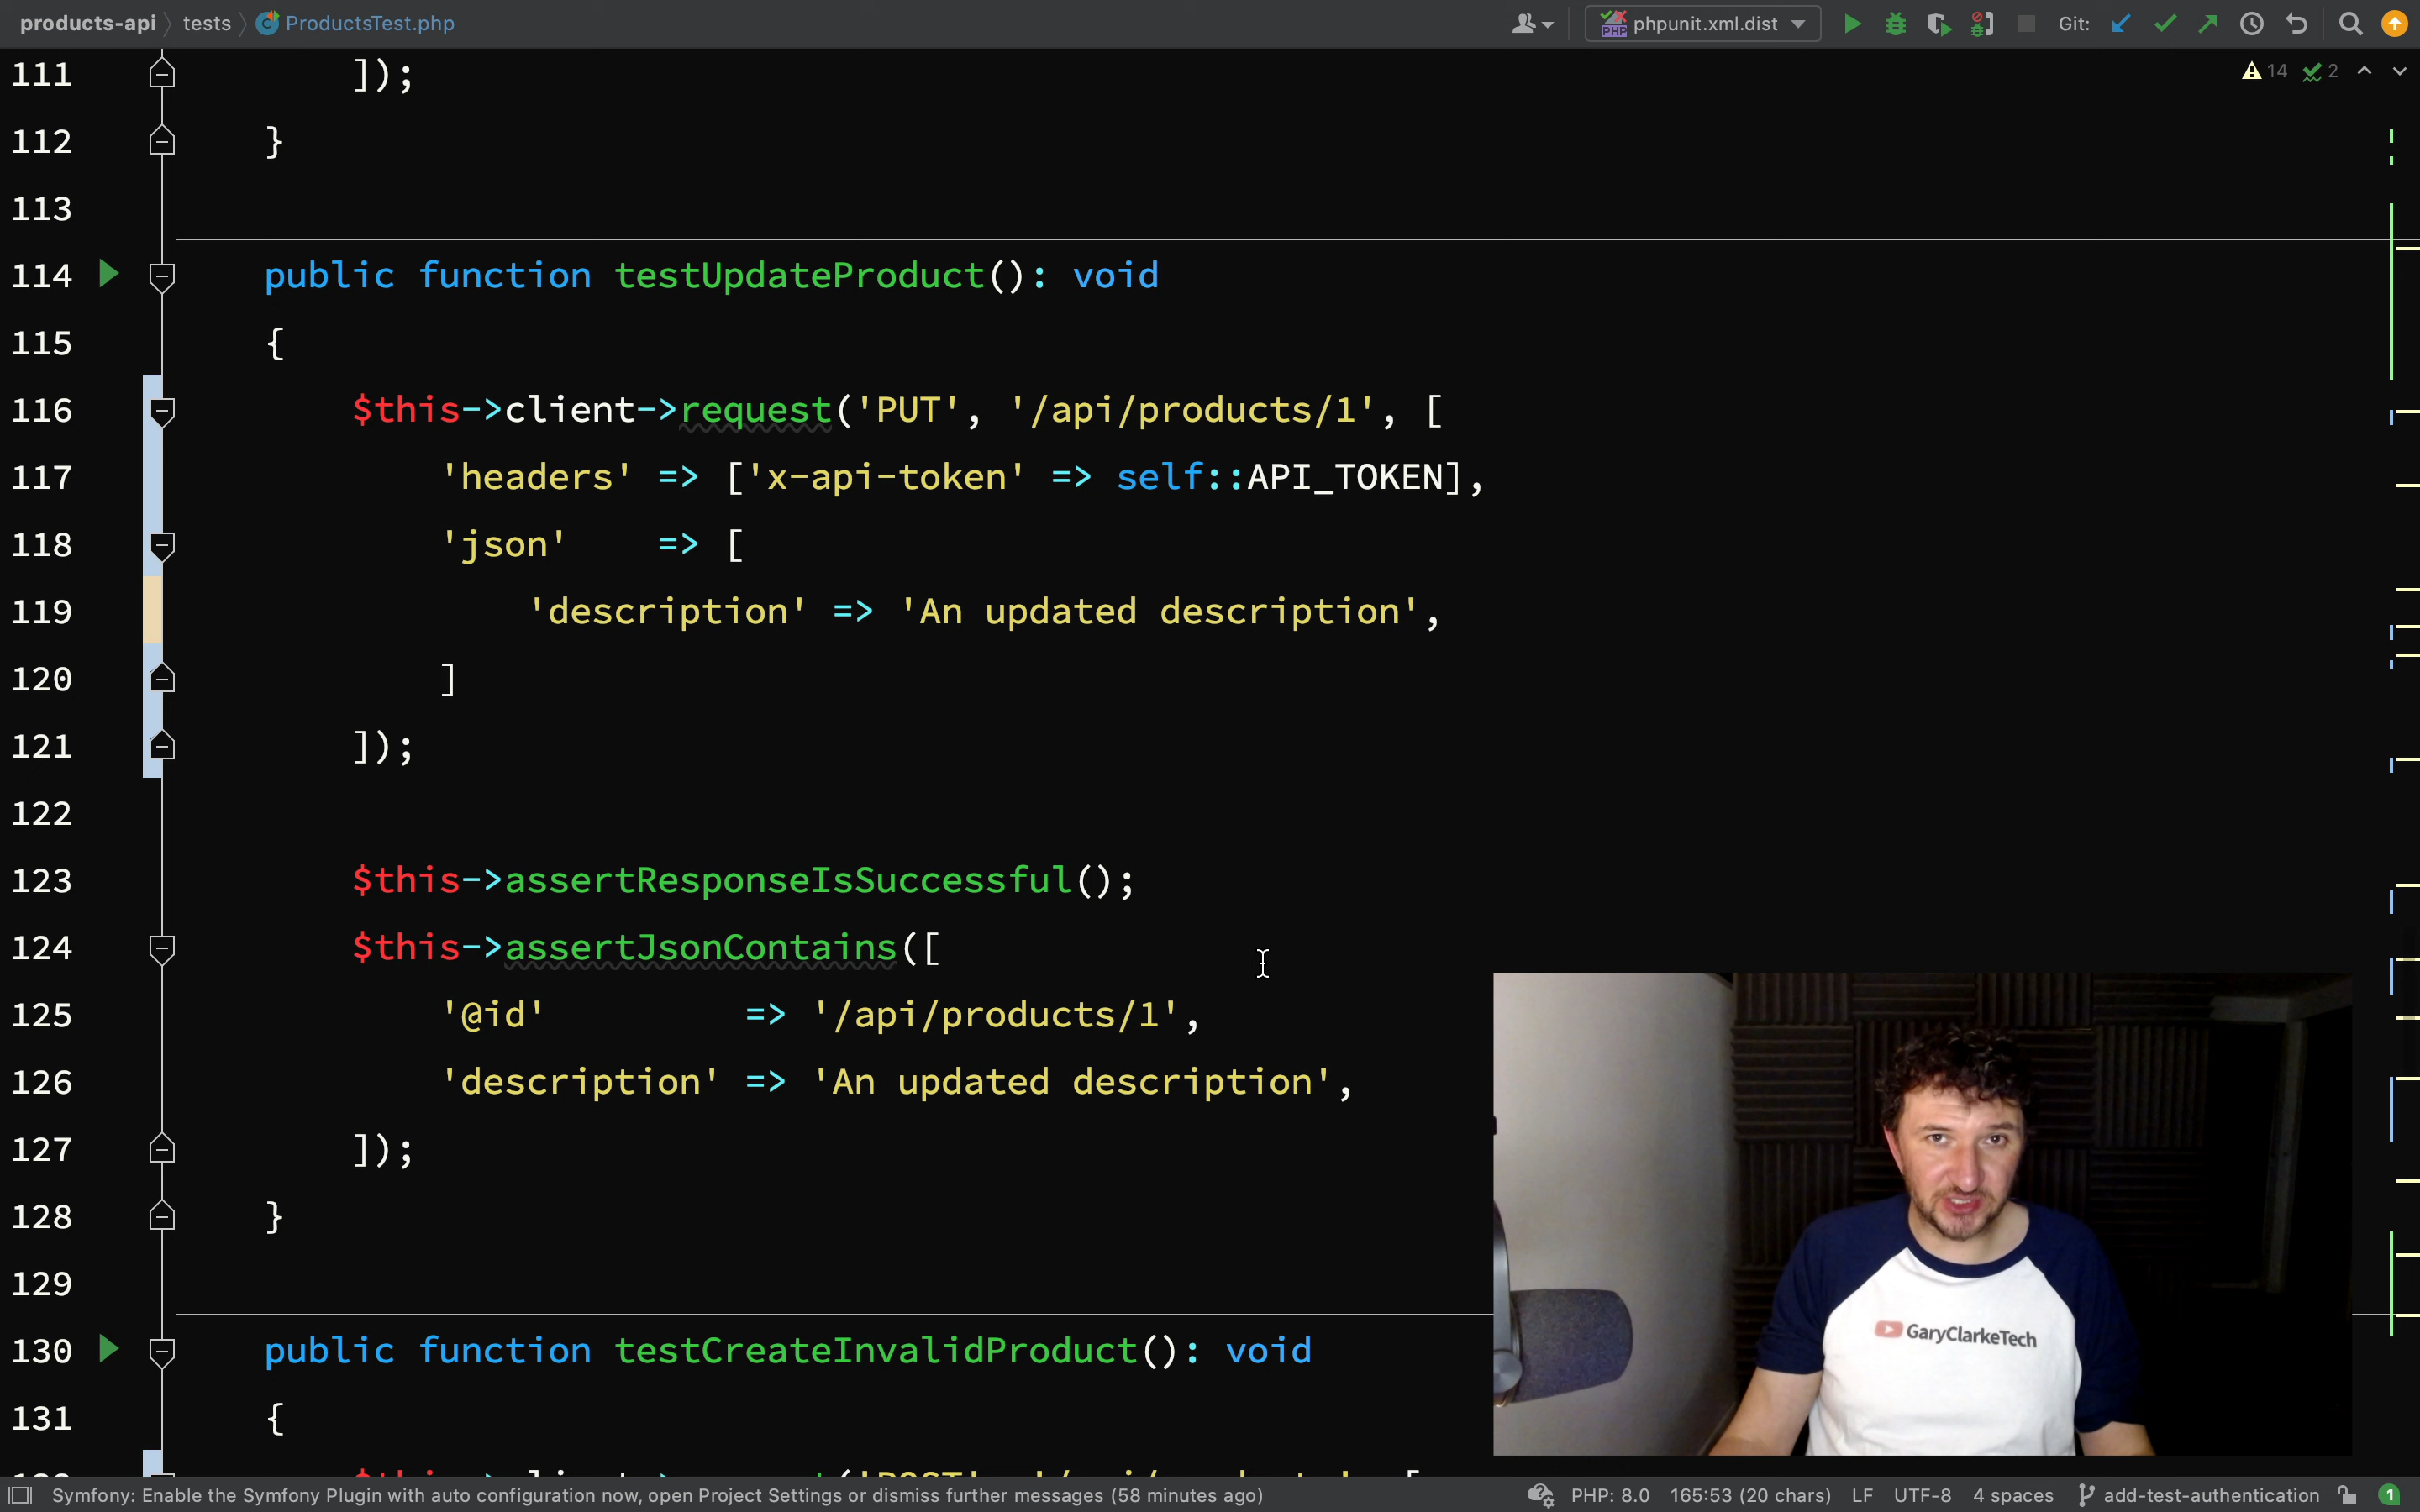 products-api tests ProductsTest.php phpunit.xml.dist Git:
14 2
111 ]);
112 }
113
114 public function testUpdateProduct(): void
115 {
116 $this->client->request('PUT', '/api/products/1', [
117 'headers' => ['x-api-token' => self::API_TOKEN],
118 'json' => [
119 'description' => 'An updated description',
120 ]
121 ]);
122
123 $this->assertResponseIsSuccessful();
124 $this->assertJsonContains([
125 '@id' => '/api/products/1',
126 'description' => 'An updated description',
127 ]);
128 }
129
130 public function testCreateInvalidProduct(): void
131 {
GaryClarkeTech
Symfony: Enable the Symfony Plugin with auto configuration now, open Project Settings or dismiss further messages (58 minutes ago) PHP: 8.0 165:53 (20 chars) LF UTF-8 4 spaces add-test-authentication 1